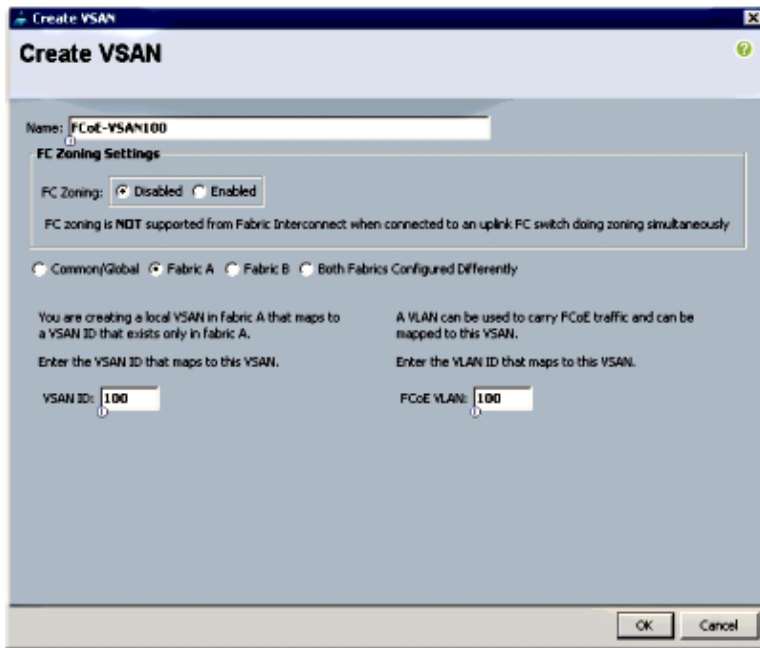 Create VSAN
Create VSAN
Name: FCoE-VSAN100
FC Zoning Settings
FC Zoning: Disabled Enabled
FC zoning is NOT supported from Fabric Interconnect when connected to an uplink FC switch doing zoning simultaneously
Common/Global Fabric A Fabric B Both Fabrics Configured Differently
You are creating a local VSAN in fabric A that maps to
a VSAN ID that exists only in fabric A.
Enter the VSAN ID that maps to this VSAN.
VSAN ID: 100
A VLAN can be used to carry FCoE traffic and can be
mapped to this VSAN.
Enter the VLAN ID that maps to this VSAN.
FCoE VLAN: 100
OK Cancel